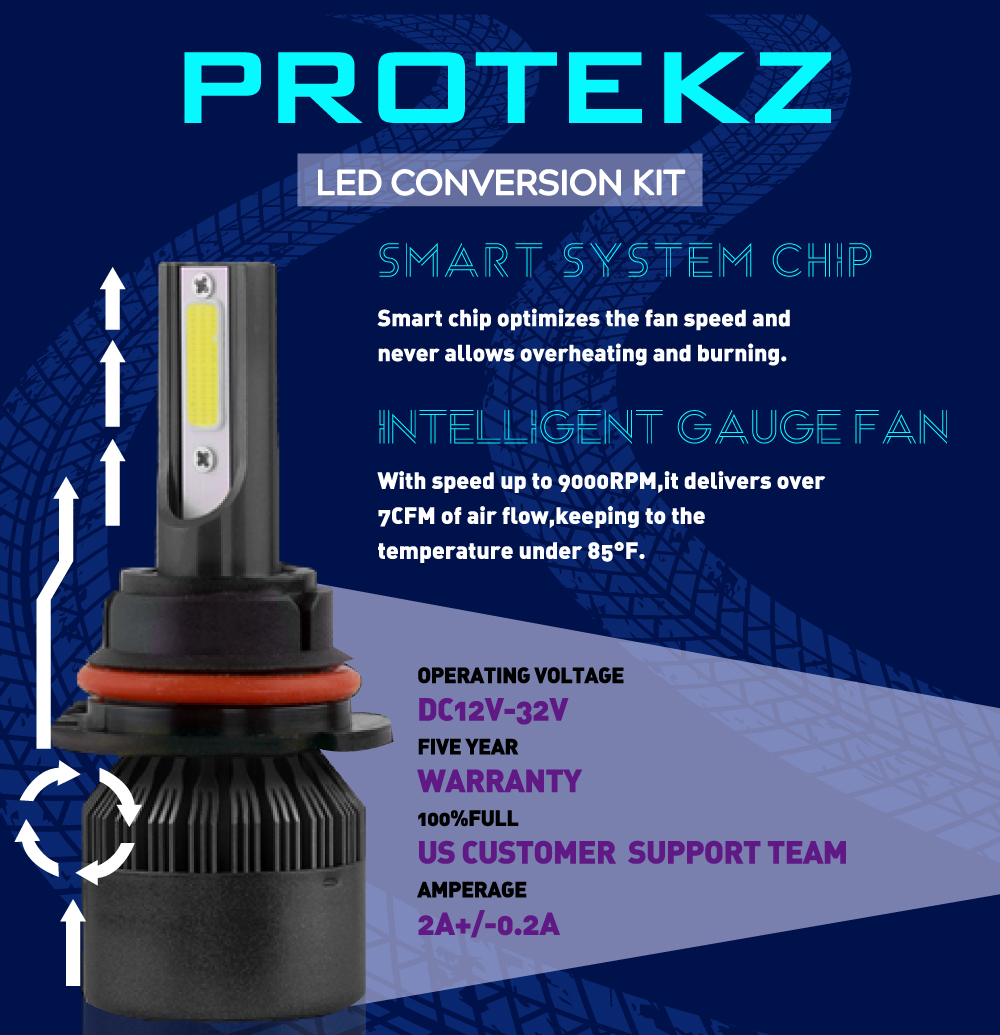 PROTEKZ
LED CONVERSION KIT
SMART SYSTEM CHIP
Smart chip optimizes the fan speed and
never allows overheating and burning.
INTELLIGENT GAUGE FAN
With speed up to 9000RPM,it delivers over
7CFM of air flow,keeping to the
temperature under 85°F.
OPERATING VOLTAGE
DC12V-32V
FIVE YEAR
WARRANTY
100%FULL
US CUSTOMER SUPPORT TEAM
AMPERAGE
2A+/-0.2A